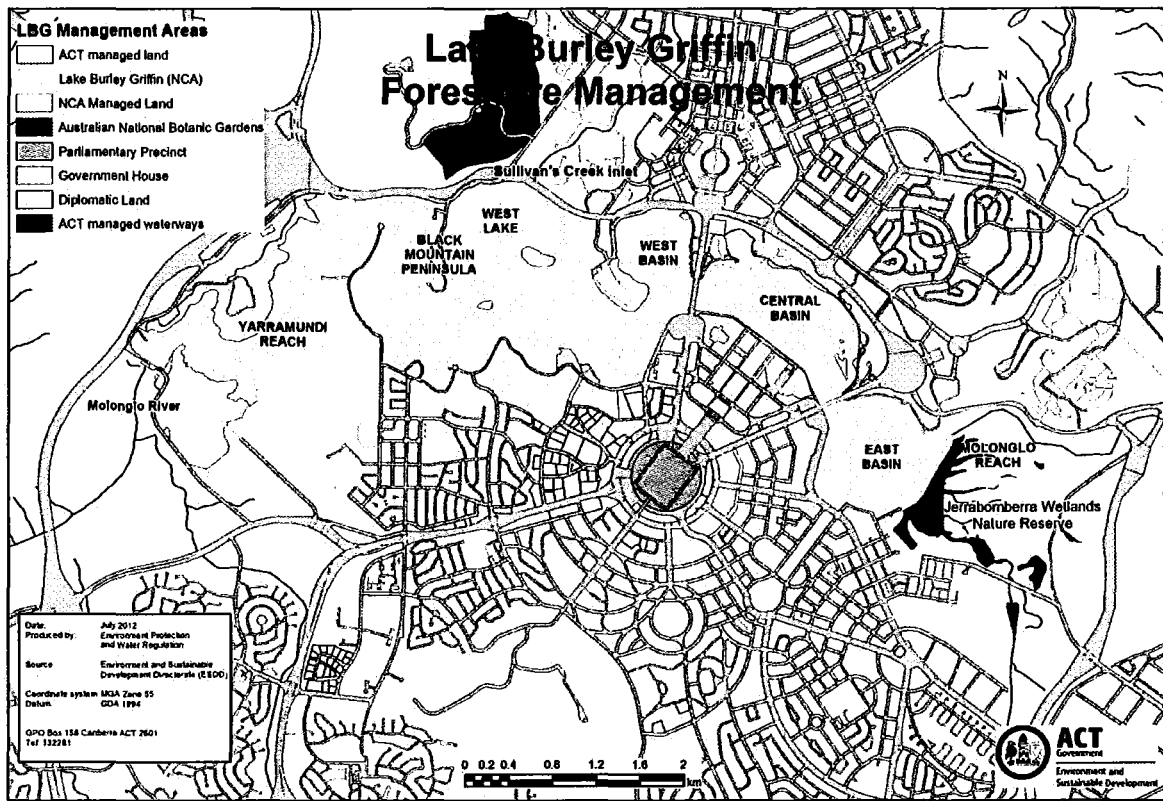 LBG Management Areas
ACT managed land
Lake Burley Griffin (NCA)
NCA Managed Land
Australian National Botanic Gardens
Parliamentary Precinct
Government House
Diplomatic Land
ACT managed waterways
Lake Burley Griffin
Foreshore Management
N
Sullivan's Creek Inlet
WEST
LAKE
BLACK
MOUNTAIN
PENINSULA
WEST
BASIN
CENTRAL
BASIN
YARRAMUNDI
REACH
Molonglo River
EAST
BASIN
MOLONGLO
REACH
Jerrabomberra Wetlands
Nature Reserve
Date: July 2012
Produced by: Environment Protection
and Water Regulation
Source Environment and Sustainable
Development Directorate (ESDD)
Coordinate system MGA Zone 55
Datum GDA 1994
GPO Box 158 Canberra ACT 2601
Tel 132281
0 0.2 0.4 0.8 1.2 1.6 2
km
ACT
Government
Environment and
Sustainable Development